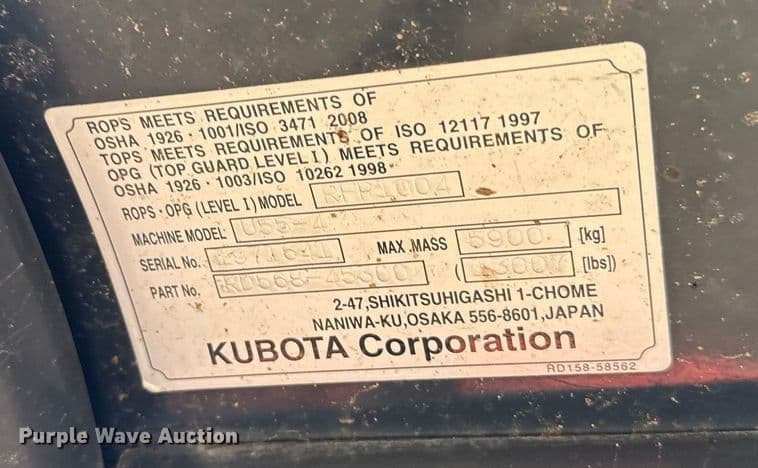 ROPS MEETS REQUIREMENTS OF
OSHA 1926・1001/ISO 3471 2008
TOPS MEETS REQUIREMENTS OF ISO 12117 1997
OPG (TOP GUARD LEVEL I) MEETS REQUIREMENTS OF
OSHA 1926・1003/ISO 10262 1998
ROPS・OPG (LEVEL I) MODEL
MACHINE MODEL U55-4
SERIAL No. MAX.MASS 5900 [kg]
PART No. ( [lbs])
2-47,SHIKITSUHIGASHI 1-CHOME
NANIWA-KU,OSAKA 556-8601,JAPAN
KUBOTA Corporation
RD158-58562
Purple Wave Auction